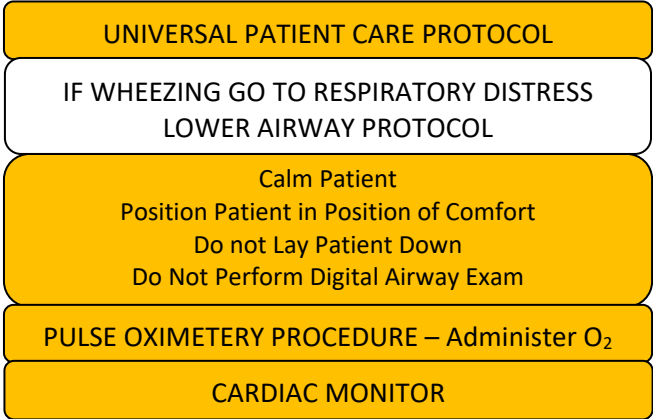 UNIVERSAL PATIENT CARE PROTOCOL
IF WHEEZING GO TO RESPIRATORY DISTRESS
LOWER AIRWAY PROTOCOL
Calm Patient
Position Patient in Position of Comfort
Do not Lay Patient Down
Do Not Perform Digital Airway Exam
PULSE OXIMETERY PROCEDURE – Administer O₂
CARDIAC MONITOR